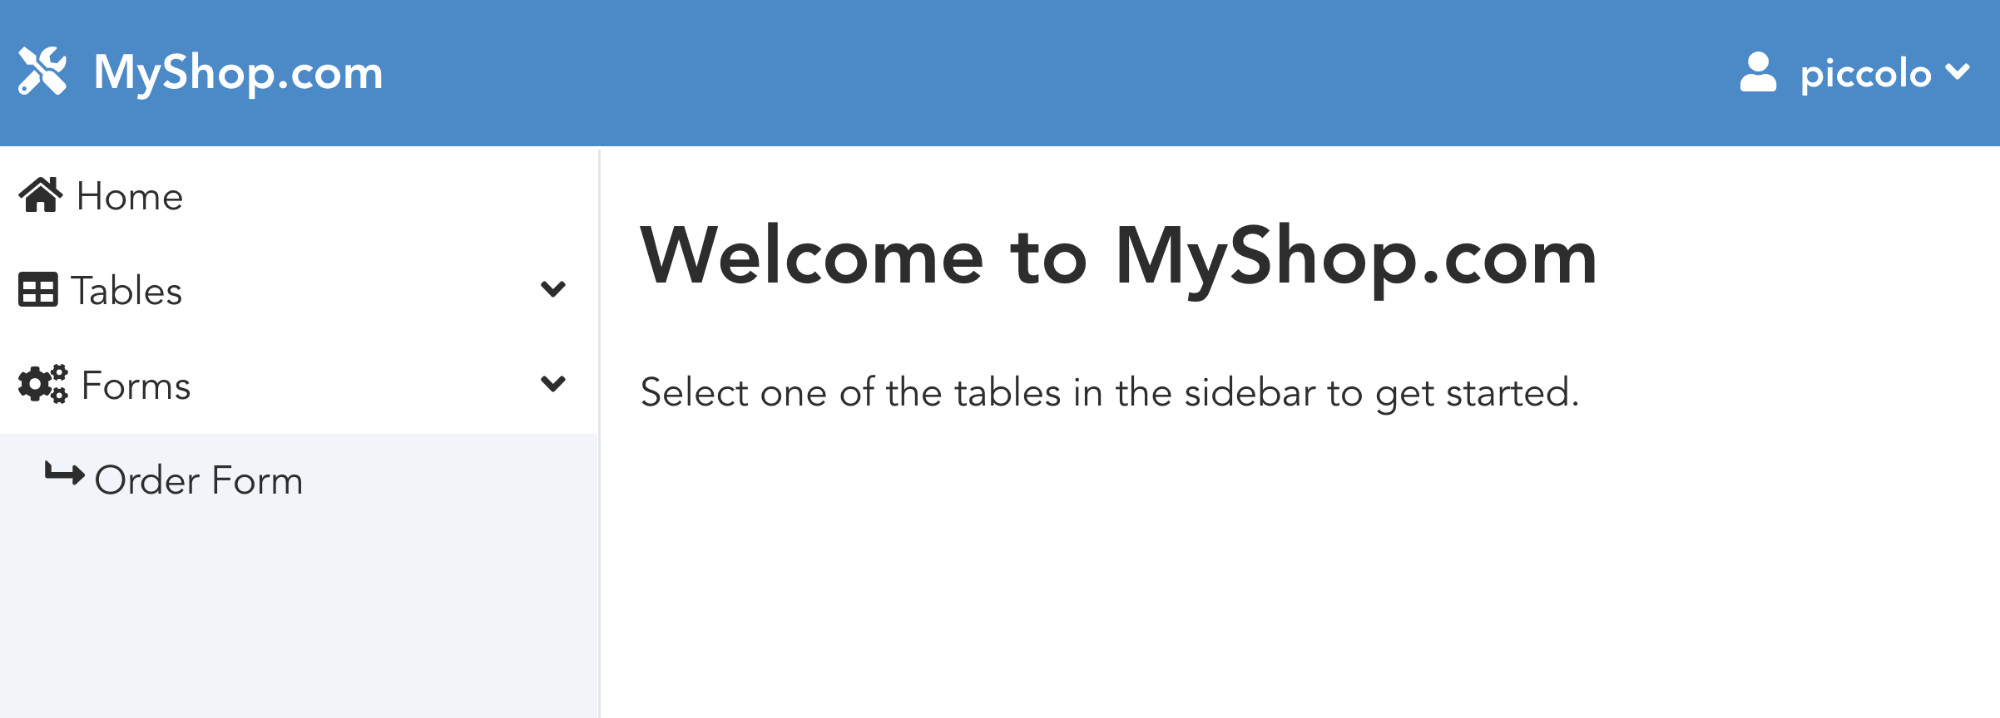 MyShop.com
piccolo
Home
Tables
Forms
Order Form
Welcome to MyShop.com
Select one of the tables in the sidebar to get started.